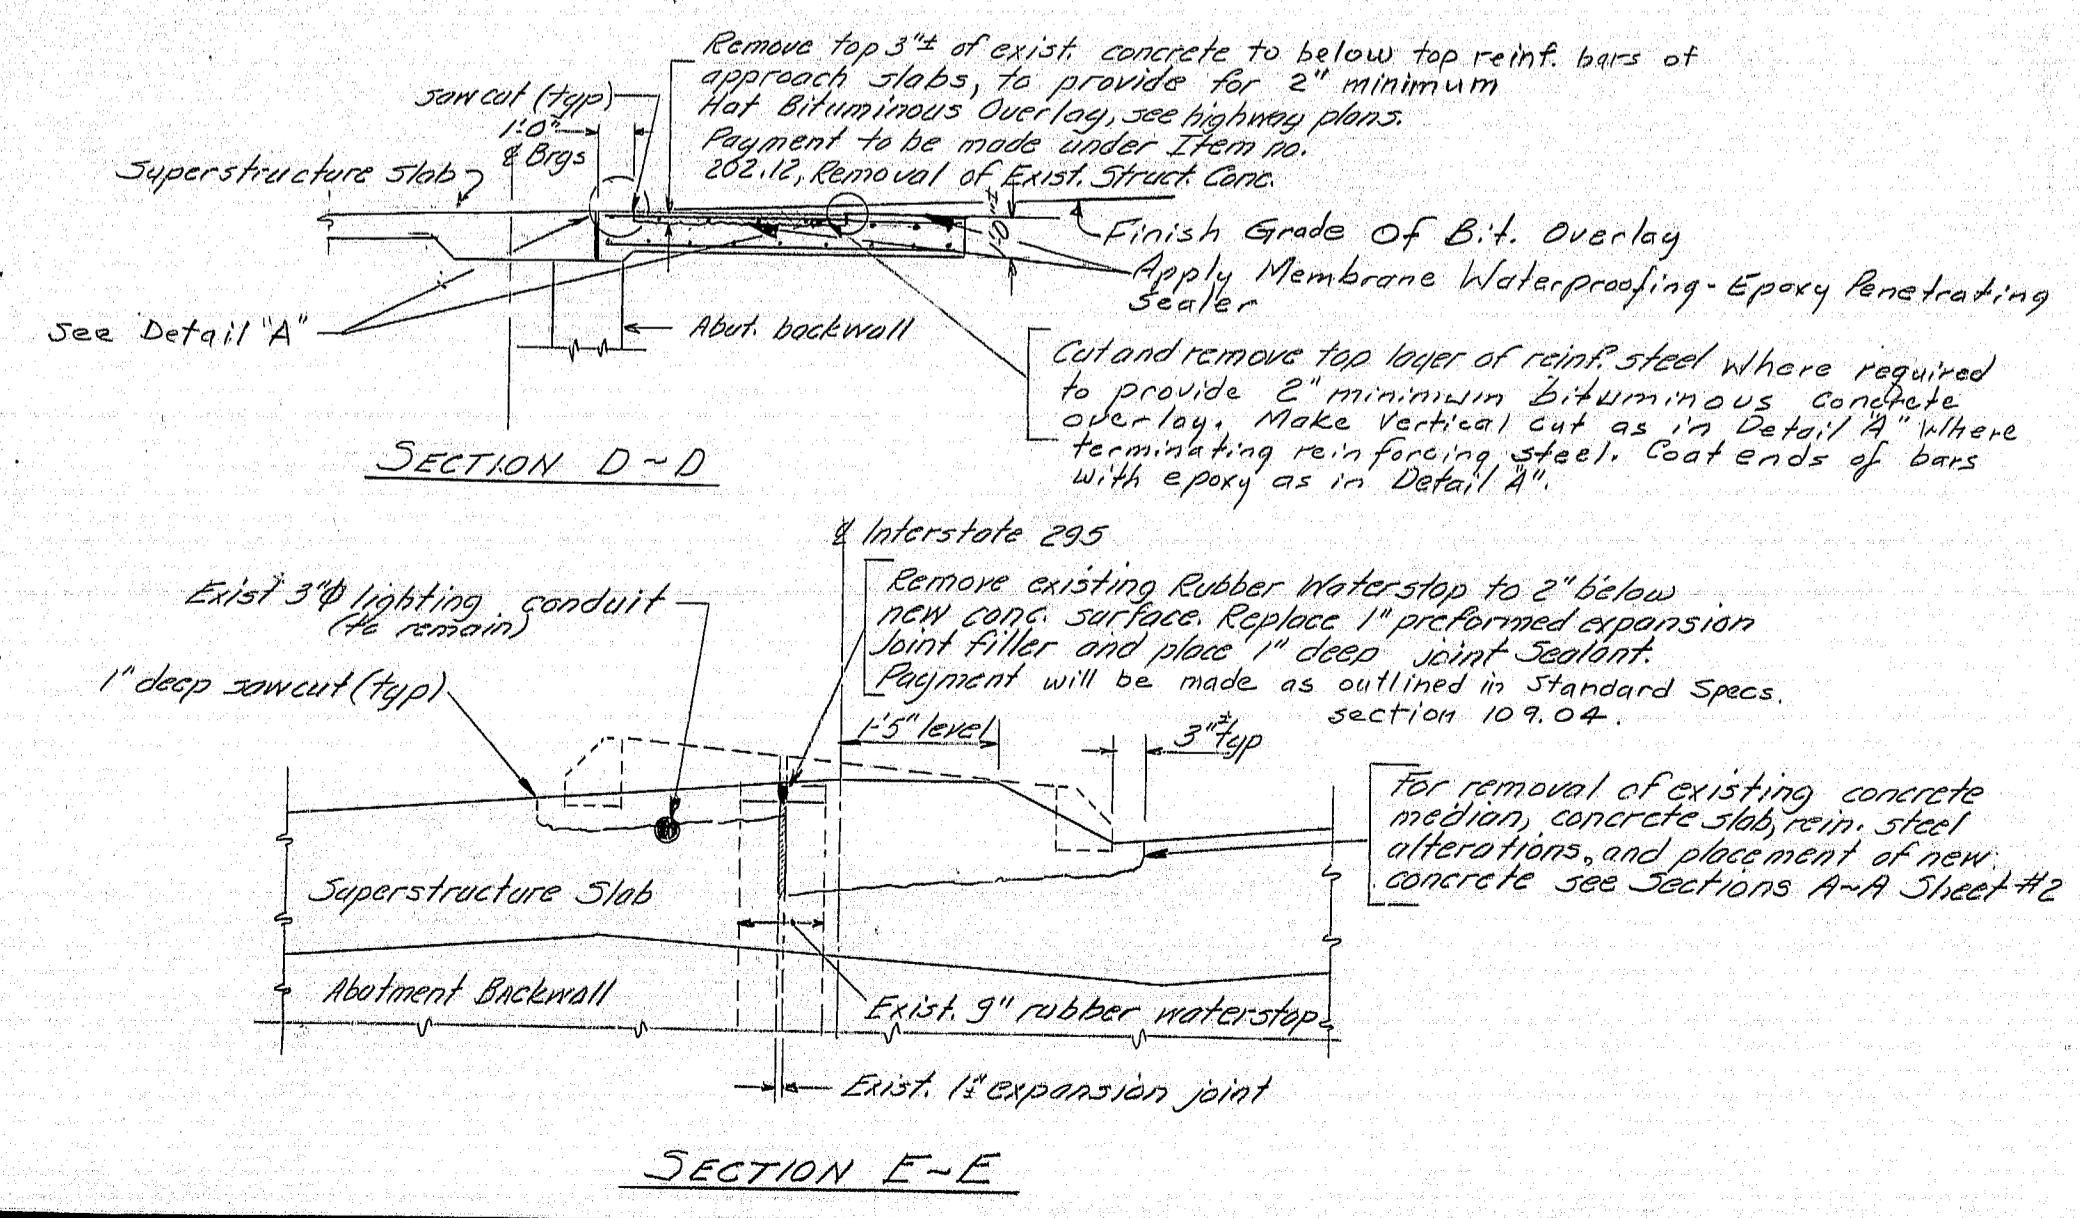 Remove top 3"± of exist. concrete to below top reinf. bars of
approach slabs, to provide for 2" minimum
Hot Bituminous Overlay, see highway plans.
Payment to be made under Item no.
202.12, Removal of Exist. Struct. Conc.
sawcut (typ)
1'-0"
℄ Brgs
Superstructure Slab
1'-0"±
Finish Grade Of Bit. Overlay
Apply Membrane Waterproofing - Epoxy Penetrating
Sealer
See Detail "A"
Abut. backwall
Cut and remove top layer of reinf. steel Where required
to provide 2" minimum bituminous Concrete
overlay. Make Vertical cut as in Detail "A" Where
terminating reinforcing steel. Coat ends of bars
with epoxy as in Detail "A".
SECTION D~D
℄ Interstate 295
Remove existing Rubber Waterstop to 2" below
new conc. surface. Replace 1" preformed expansion
Joint filler and place 1" deep joint Sealant.
Payment will be made as outlined in Standard Specs.
section 109.04.
Exist 3"Φ lighting conduit
(to remain)
1" deep sawcut (typ)
1'-5" level
3"± typ
For removal of existing concrete
median, concrete slab, rein. steel
alterations, and placement of new
concrete see Sections A~A Sheet #2
Superstructure Slab
Abutment Backwall
Exist. 9" rubber waterstop
Exist. 1"± expansion joint
SECTION E~E